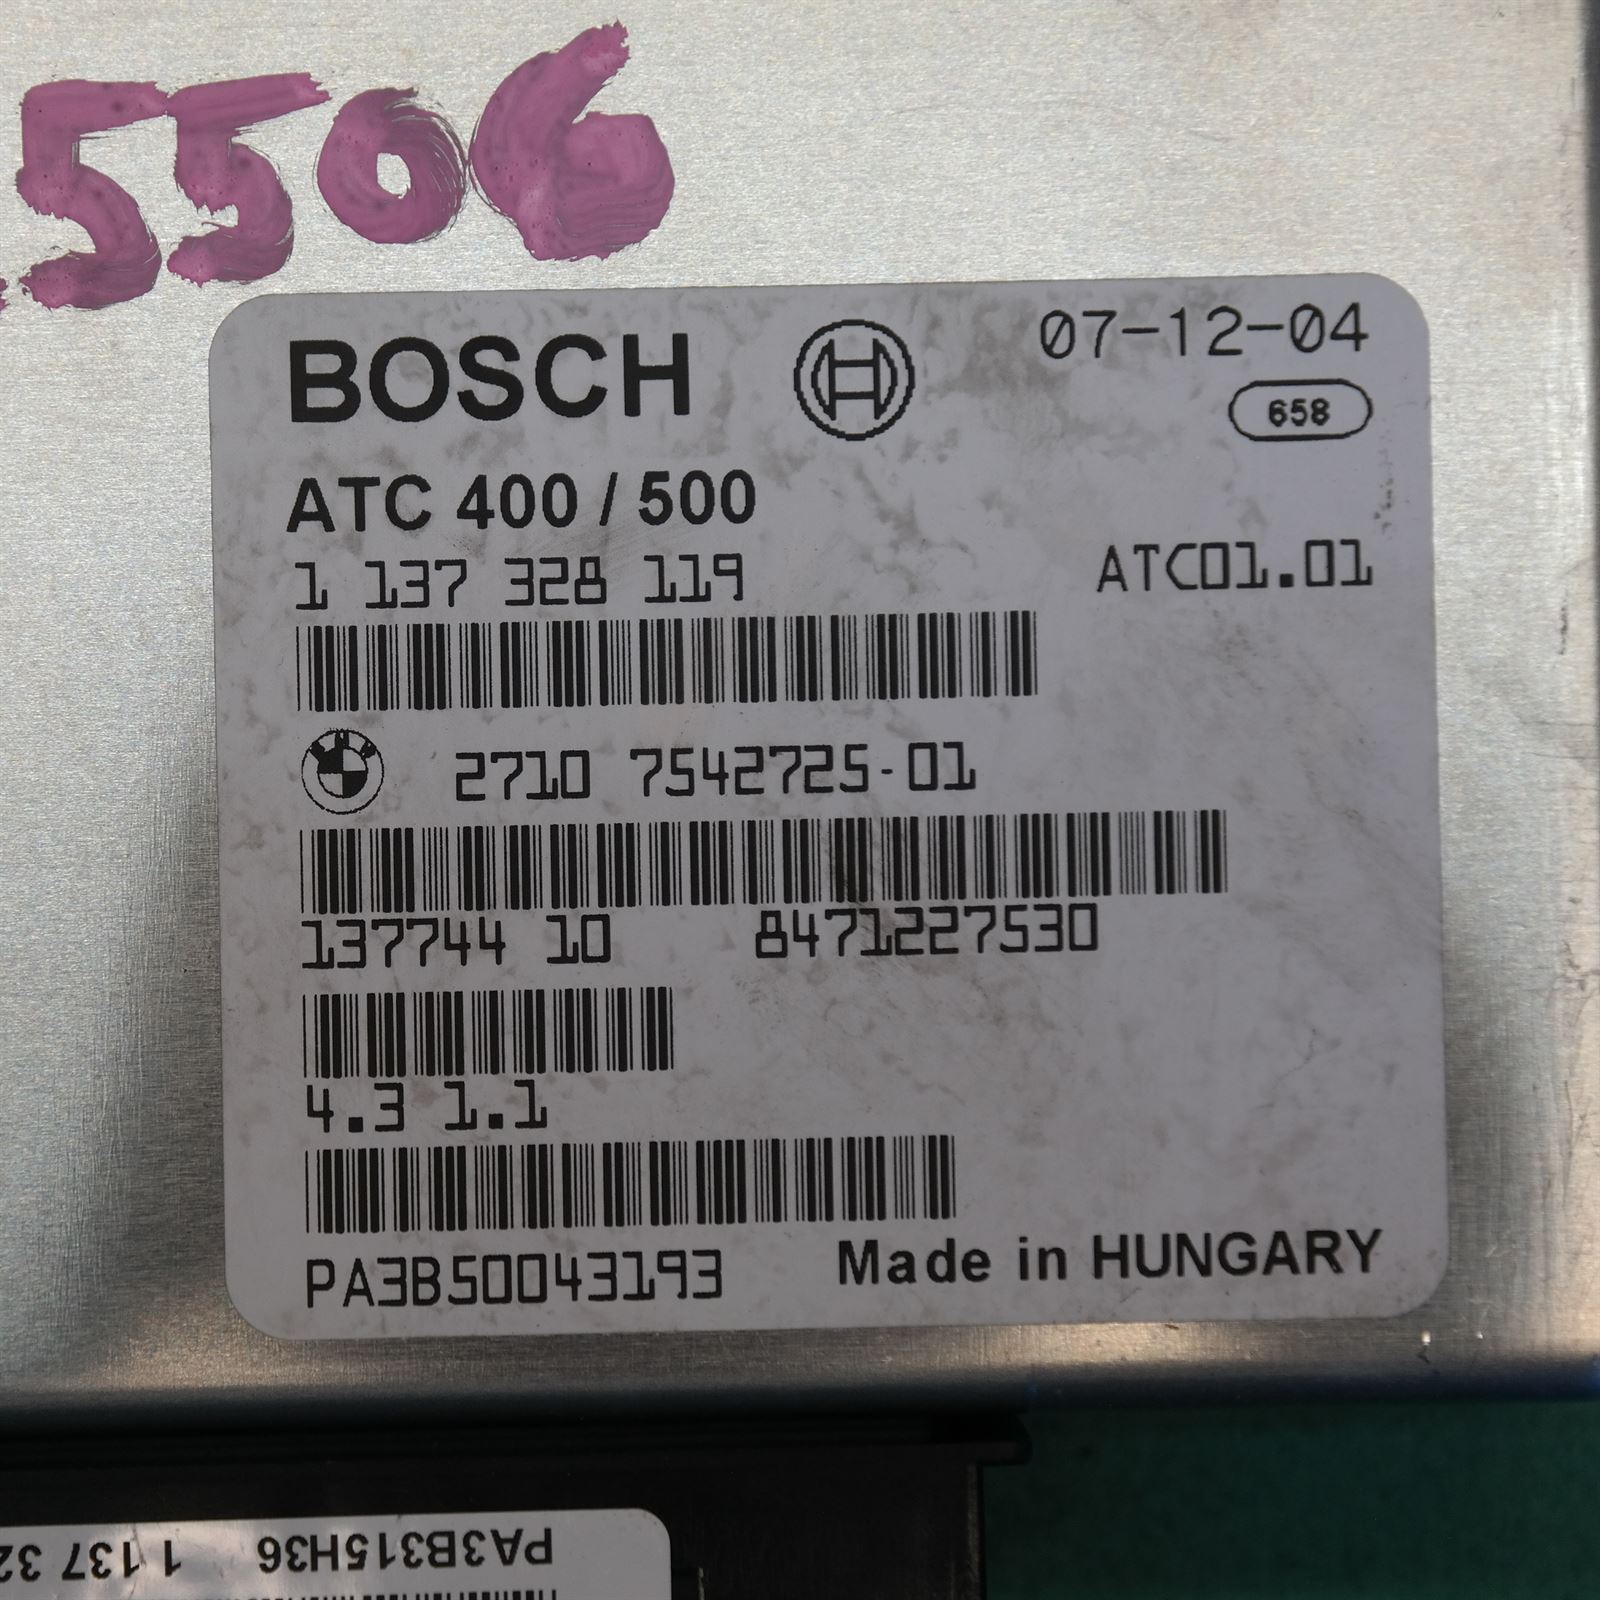 5506
BOSCH
07-12-04
658
ATC 400 / 500
1 137 328 119
ATC01.01
BMW
2710 7542725-01
137744 10 8471227530
4.3 1.1
PA3B50043193
Made in HUNGARY
PA3B315H36 1 137 32